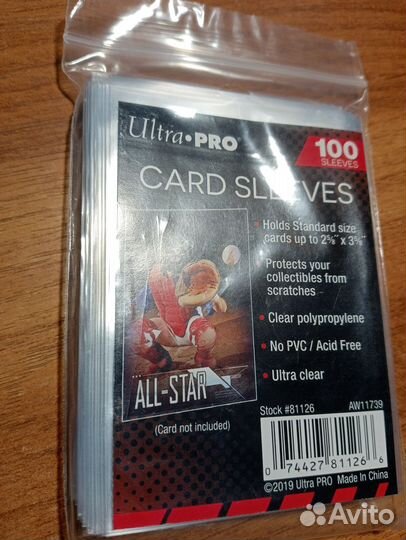 Ultra•PRO®
100
SLEEVES
CARD SLEEVES
• Holds Standard size
cards up to 2⅝" x 3⅝"
Protects your
collectibles from
scratches
• Clear polypropylene
• No PVC / Acid Free
• Ultra clear
ALL-STAR
(Card not included)
Stock #81126
AW11739
0 74427 81126 6
©2019 Ultra PRO Made In China
Avito